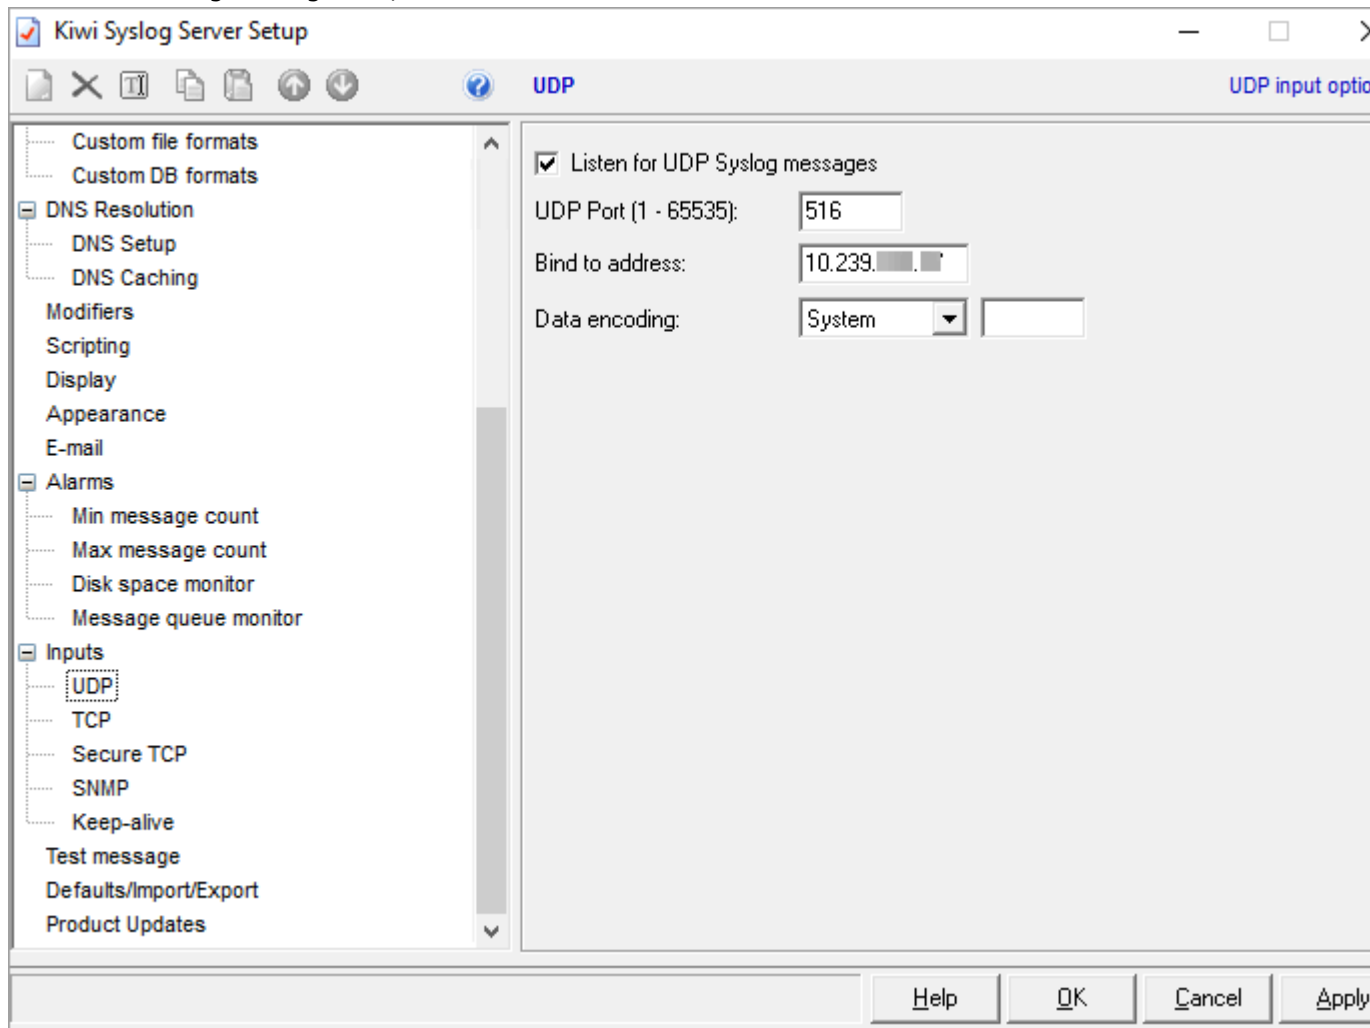 Kiwi Syslog Server Setup
UDP
UDP input optio
Custom file formats
Custom DB formats
DNS Resolution
DNS Setup
DNS Caching
Modifiers
Scripting
Display
Appearance
E-mail
Alarms
Min message count
Max message count
Disk space monitor
Message queue monitor
Inputs
UDP
TCP
Secure TCP
SNMP
Keep-alive
Test message
Defaults/Import/Export
Product Updates
Listen for UDP Syslog messages
UDP Port (1 - 65535): 516
Bind to address: 10.239.
Data encoding: System
Help OK Cancel Apply